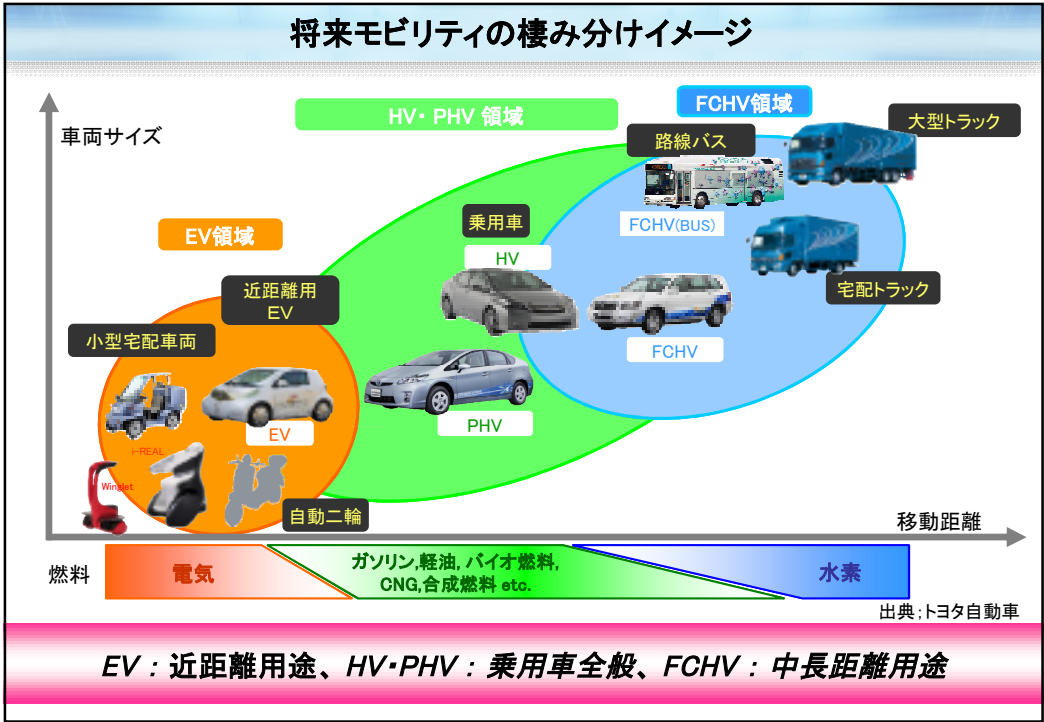 将来モビリティの棲み分けイメージ
車両サイズ
HV・PHV 領域
FCHV領域
大型トラック
路線バス
FCHV(BUS)
EV領域
乗用車
HV
宅配トラック
近距離用
EV
小型宅配車両
FCHV
PHV
EV
i-REAL
Winglet
自動二輪
移動距離
燃料
電気
ガソリン,軽油, バイオ燃料,
CNG,合成燃料 etc.
水素
出典;トヨタ自動車
EV : 近距離用途、HV・PHV : 乗用車全般、FCHV : 中長距離用途